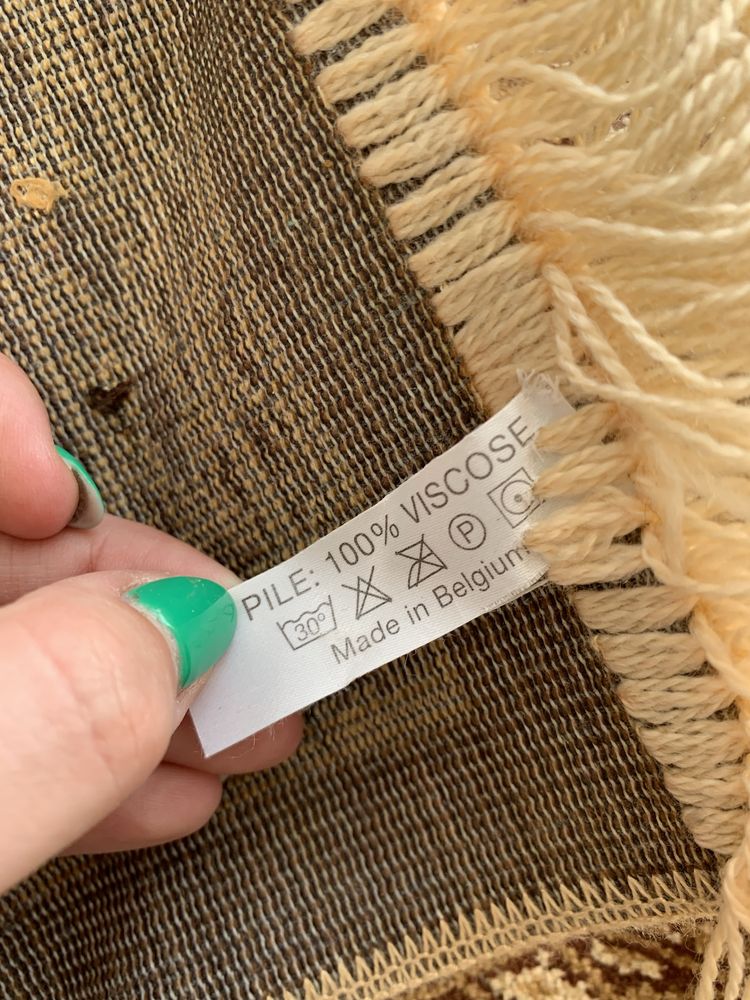 PILE: 100% VISCOSE
30° P
Made in Belgium